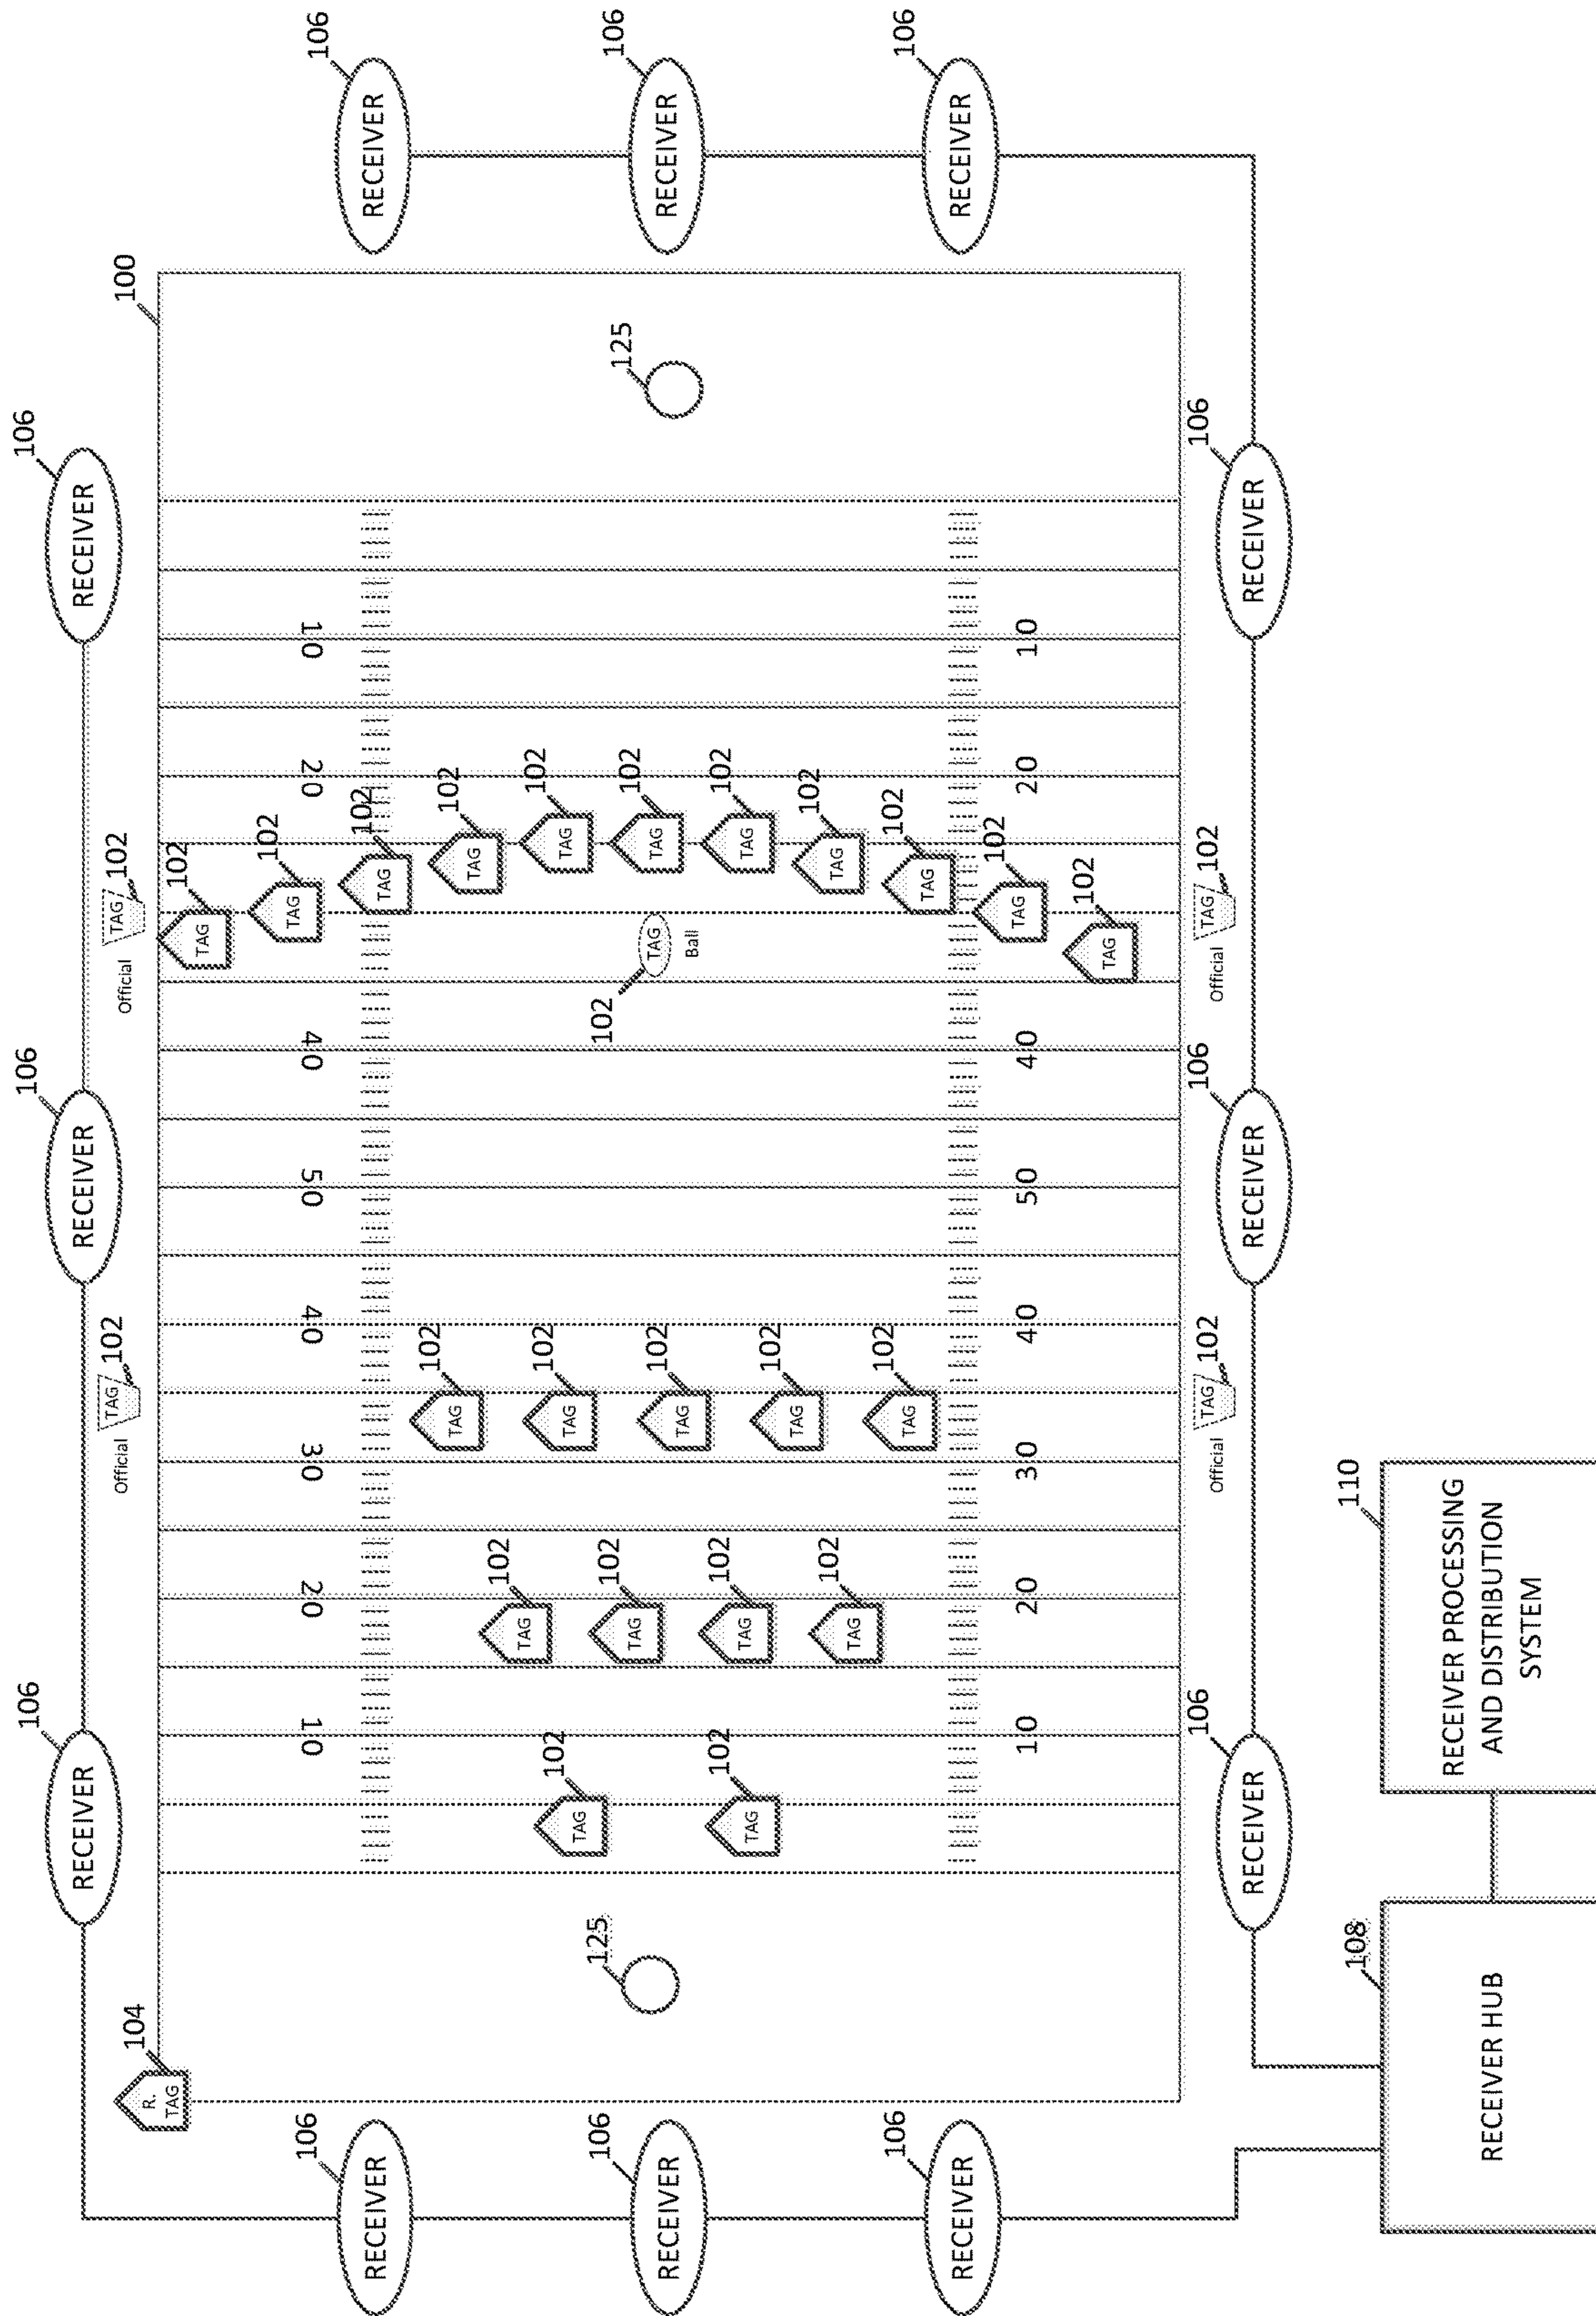 106
106
106
RECEIVER
RECEIVER
RECEIVER
104
Official
TAG
102
Official
TAG
102
100
R.
TAG
102
TAG
102
TAG
106
10
20
30
40
50
40
20
10
106
RECEIVER
102
TAG
RECEIVER
102
TAG
102
TAG
102
TAG
102
TAG
102
TAG
102
TAG
106
125
102
TAG
102
TAG
Ball
102
TAG
102
TAG
125
106
RECEIVER
RECEIVER
102
TAG
102
TAG
102
TAG
102
TAG
102
TAG
102
TAG
102
TAG
106
102
TAG
102
TAG
106
RECEIVER
RECEIVER
102
TAG
10
20
30
40
50
40
20
10
102
TAG
106
Official
TAG
102
106
Official
TAG
102
106
RECEIVER
RECEIVER
RECEIVER
108
110
RECEIVER HUB
RECEIVER PROCESSING
AND DISTRIBUTION
SYSTEM